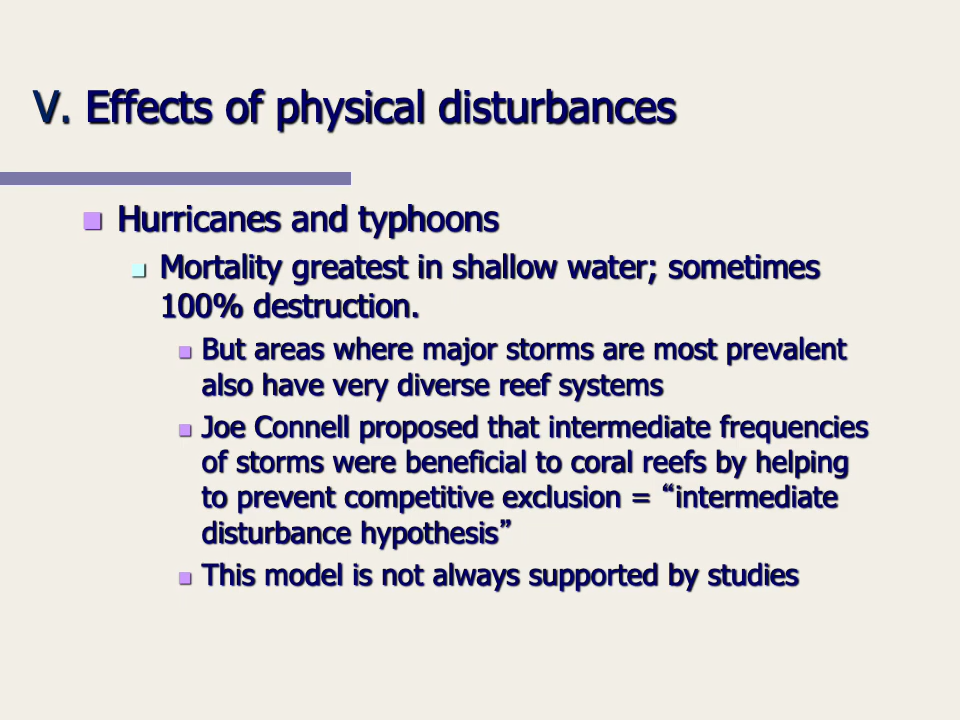 V. Effects of physical disturbances
Hurricanes and typhoons
Mortality greatest in shallow water; sometimes
100% destruction.
But areas where major storms are most prevalent
also have very diverse reef systems
Joe Connell proposed that intermediate frequencies
of storms were beneficial to coral reefs by helping
to prevent competitive exclusion = “intermediate
disturbance hypothesis”
This model is not always supported by studies